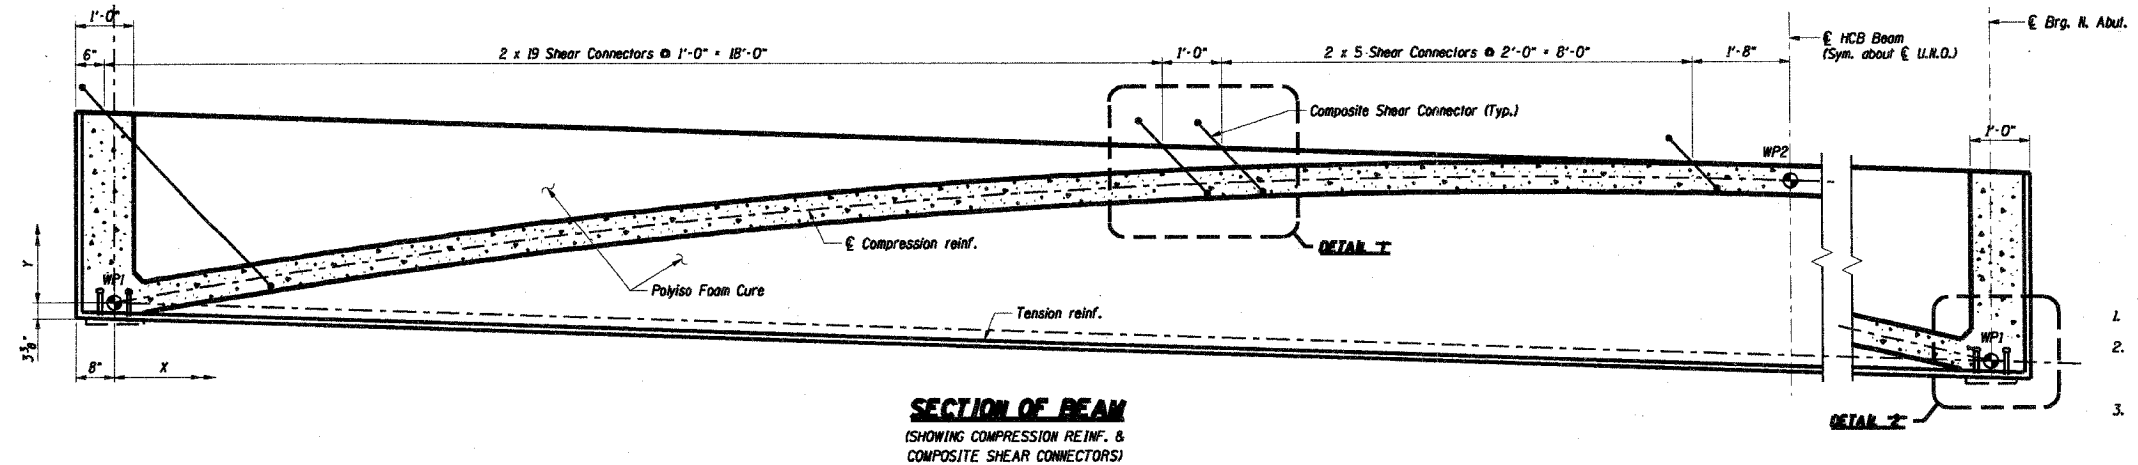 1'-0"
6"
2 x 19 Shear Connectors @ 1'-0" = 18'-0"
1'-0"
2 x 5 Shear Connectors @ 2'-0" = 8'-0"
1'-8"
℄ HCB Beam
(Sym. about ℄ U.N.O.)
℄ Brg. N. Abut.
Composite Shear Connector (Typ.)
1'-0"
WP2
℄ Compression reinf.
DETAIL "1"
Y
WP1
Polyiso Foam Cure
Tension reinf.
WP1
1.
2.
3.
8"
X
DETAIL "2"
SECTION OF BEAM
(SHOWING COMPRESSION REINF. &
COMPOSITE SHEAR CONNECTORS)